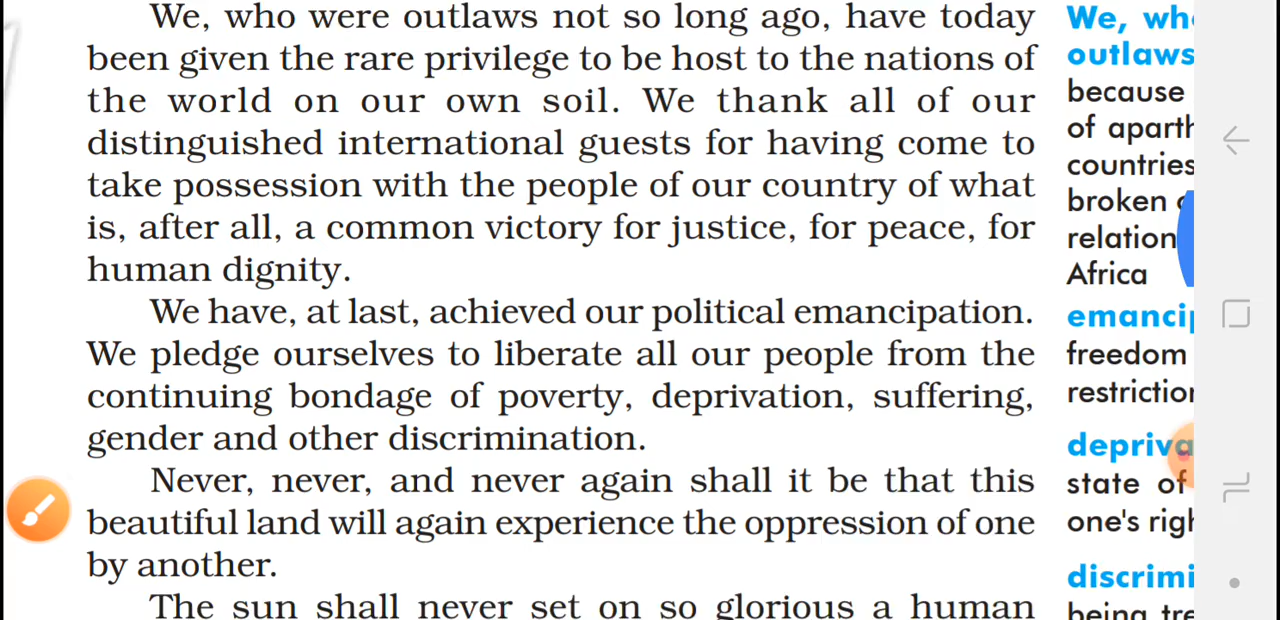 We, who were outlaws not so long ago, have today
been given the rare privilege to be host to the nations of
the world on our own soil. We thank all of our
distinguished international guests for having come to
take possession with the people of our country of what
is, after all, a common victory for justice, for peace, for
human dignity.
We have, at last, achieved our political emancipation.
We pledge ourselves to liberate all our people from the
continuing bondage of poverty, deprivation, suffering,
gender and other discrimination.
Never, never, and never again shall it be that this
beautiful land will again experience the oppression of one
by another.
The sun shall never set on so glorious a human
We,
outlaws
because
of
countries
broken
relation
Africa
freedom
state of
one's
being